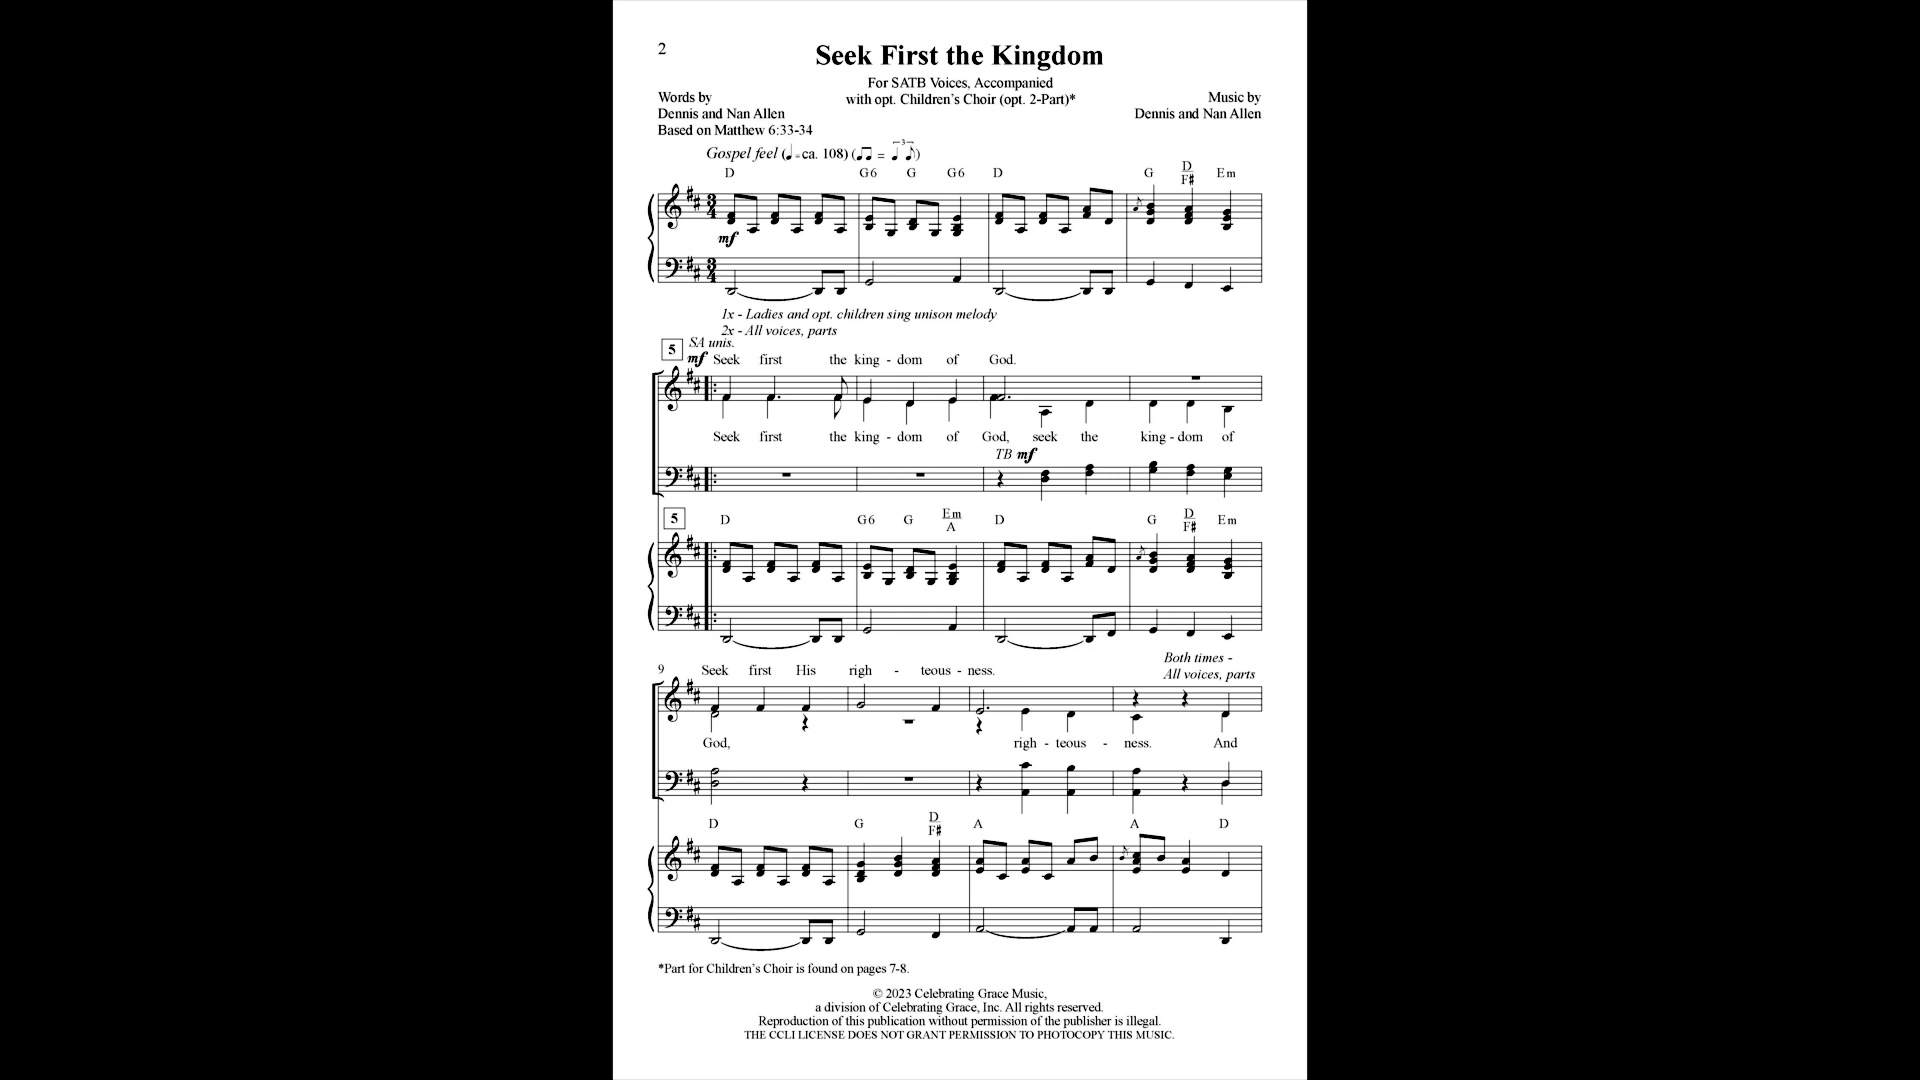 2
Seek First the Kingdom
For SATB Voices, Accompanied
with opt. Children's Choir (opt. 2-Part)*
Words by
Dennis and Nan Allen
Based on Matthew 6:33-34
Music by
Dennis and Nan Allen
Gospel feel (♩=ca. 108) (♫ = ♩ ♪ 3)
D G6 G G6 D G D/F# Em
3/4
mf
3/4
1x - Ladies and opt. children sing unison melody
2x - All voices, parts
5 SA unis.
mf Seek first the king - dom of God.
Seek first the king - dom of God, seek the king - dom of
TB mf
5 D G6 G Em/A D G D/F# Em
Both times -
All voices, parts
9 Seek first His righ - teous - ness.
God, righ - teous - ness. And
D G D/F# A A D
*Part for Children's Choir is found on pages 7-8.
© 2023 Celebrating Grace Music,
a division of Celebrating Grace, Inc. All rights reserved.
Reproduction of this publication without permission of the publisher is illegal.
THE CCLI LICENSE DOES NOT GRANT PERMISSION TO PHOTOCOPY THIS MUSIC.